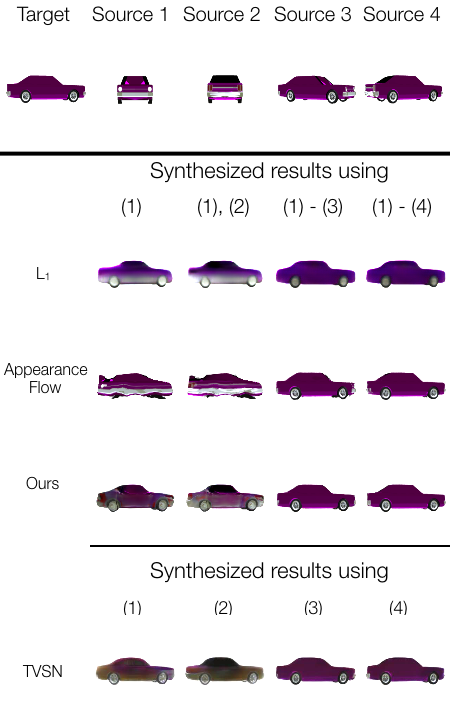 Target Source 1 Source 2 Source 3 Source 4
Synthesized results using
(1) (1), (2) (1) - (3) (1) - (4)
L1
Appearance
Flow
Ours
Synthesized results using
(1) (2) (3) (4)
TVSN